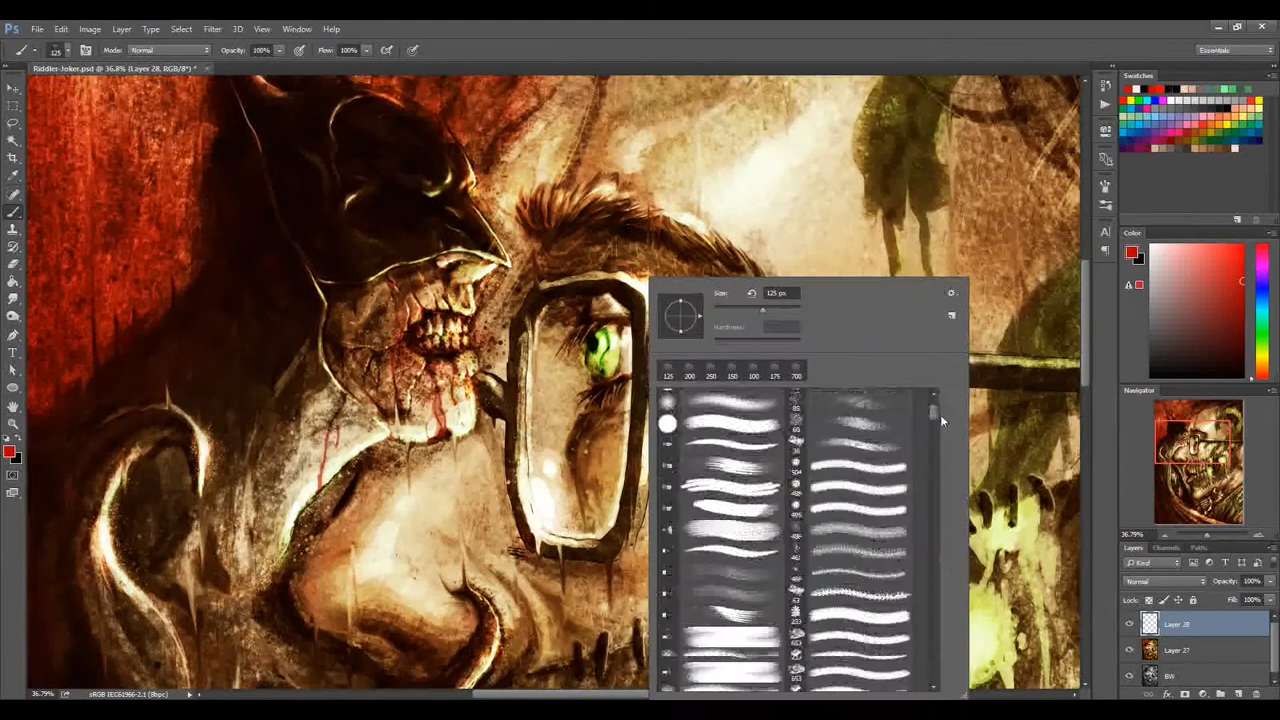 Ps File Edit Image Layer Type Select Filter 3D View Window Help
125 Mode: Normal Opacity: 100% Flow: 100% Essentials
Riddler-Joker.psd @ 36.8% (Layer 28, RGB/8*) * ×
Swatches
Color
Size: 125 px
Hardness:
125 200 250 150 100 175 700
Navigator
36.79%
Layers Channels Paths
Kind
Normal Opacity: 100%
Lock: Fill: 100%
Layer 28
Layer 27
BW
36.79% sRGB IEC61966-2.1 (8bpc)